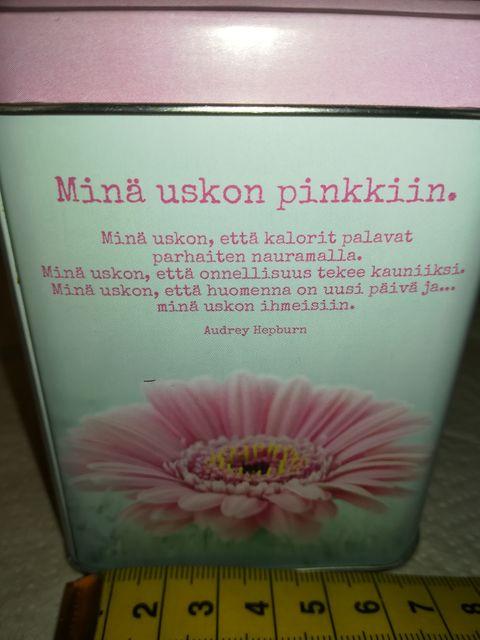 Minä uskon pinkkiin.
Minä uskon, että kalorit palavat
parhaiten nauramalla.
Minä uskon, että onnellisuus tekee kauniiksi.
Minä uskon, että huomenna on uusi päivä ja...
minä uskon ihmeisiin.
Audrey Hepburn
2 3 4 5 6 7 8